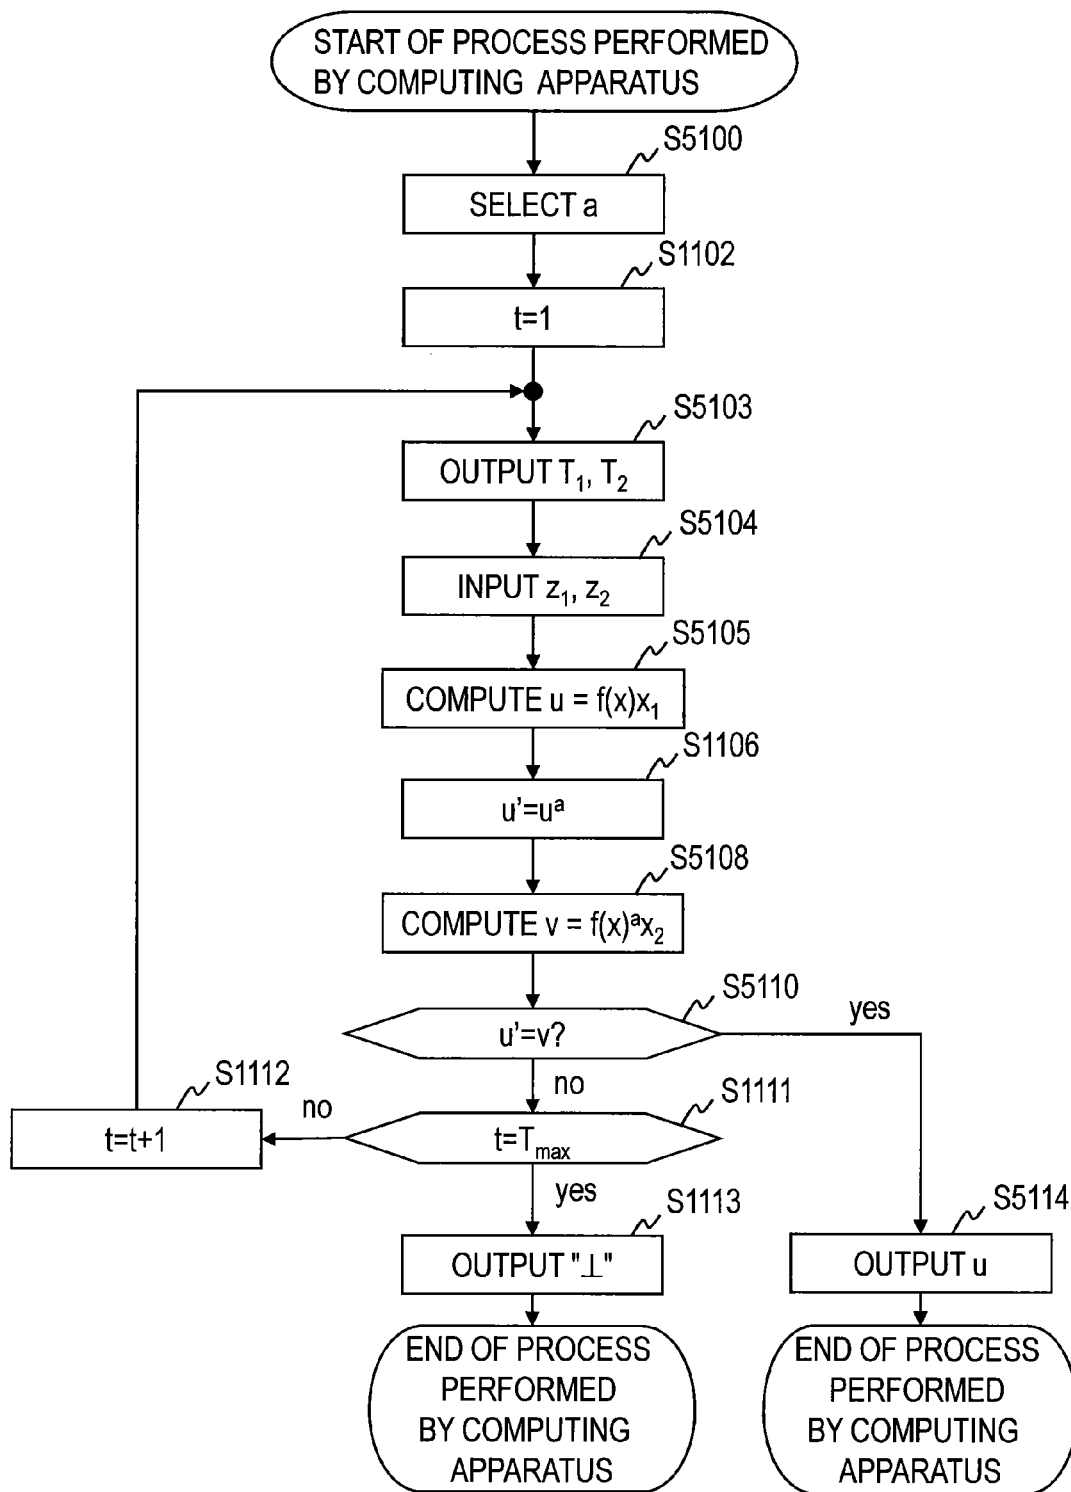 START OF PROCESS PERFORMED
BY COMPUTING APPARATUS
S5100
SELECT a
S1102
t=1
S5103
OUTPUT T₁, T₂
S5104
INPUT z₁, z₂
S5105
COMPUTE u = f(x)x₁
S1106
u'=uᵃ
S5108
COMPUTE v = f(x)ᵃx₂
S5110
u'=v?
yes
no
S1111
t=Tₘₐₓ
no
S1112
t=t+1
yes
S1113
OUTPUT "⊥"
S5114
OUTPUT u
END OF PROCESS
PERFORMED
BY COMPUTING
APPARATUS
END OF PROCESS
PERFORMED
BY COMPUTING
APPARATUS